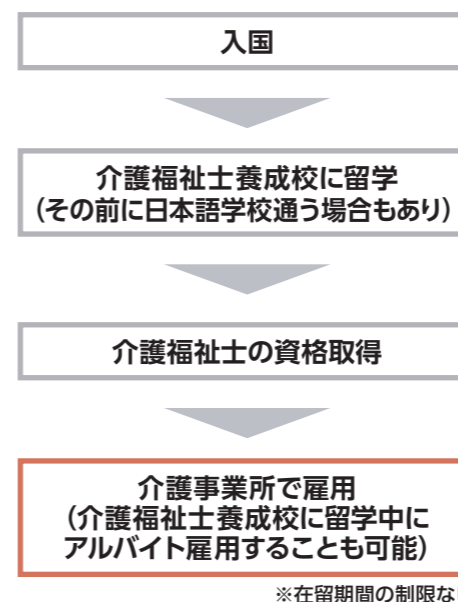 入国
介護福祉士養成校に留学
(その前に日本語学校通う場合もあり)
介護福祉士の資格取得
介護事業所で雇用
(介護福祉士養成校に留学中に
アルバイト雇用することも可能)
※在留期間の制限な